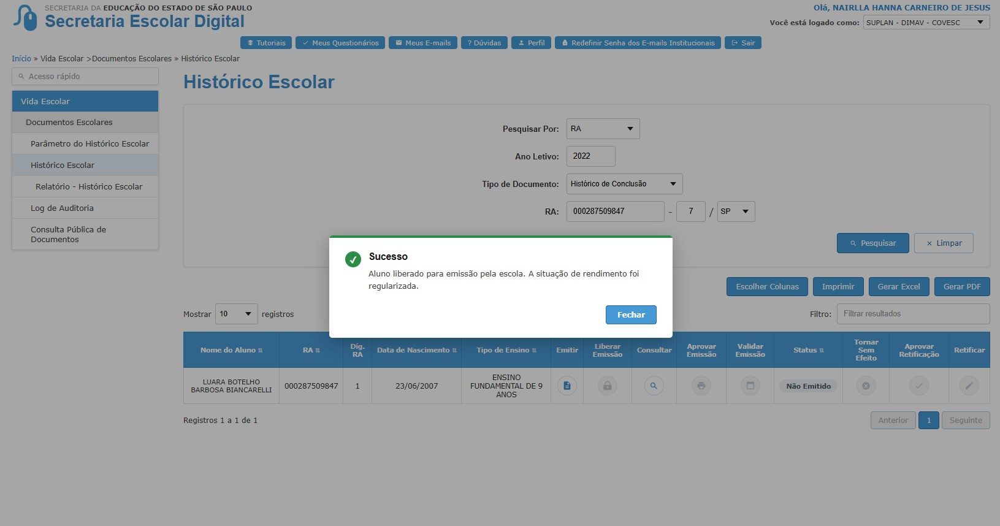 SECRETARIA DA EDUCAÇÃO DO ESTADO DE SÃO PAULO
Secretaria Escolar Digital
Olá, NAIRLLA HANNA CARNEIRO DE JESUS
Você está logado como: SUPLAN - DIMAV - COVESC
Tutoriais Meus Questionários Meus E-mails ? Dúvidas Perfil Redefinir Senha dos E-mails Institucionais Sair
Início » Vida Escolar >Documentos Escolares » Histórico Escolar
Acesso rápido
Vida Escolar
Documentos Escolares
Parâmetro do Histórico Escolar
Histórico Escolar
Relatório - Histórico Escolar
Log de Auditoria
Consulta Pública de
Documentos
Histórico Escolar
Pesquisar Por: RA
Ano Letivo: 2022
Tipo de Documento: Histórico de Conclusão
RA: 000287509847 - 7 / SP
Pesquisar × Limpar
Sucesso
Aluno liberado para emissão pela escola. A situação de rendimento foi
regularizada.
Fechar
Escolher Colunas Imprimir Gerar Excel Gerar PDF
Mostrar 10 registros
Filtro: Filtrar resultados
Nome do Aluno RA Díg. RA Data de Nascimento Tipo de Ensino Emitir Liberar Emissão Consultar Aprovar Emissão Validar Emissão Status Tornar Sem Efeito Aprovar Retificação Retificar
LUARA BOTELHO BARBOSA BIANCARELLI 000287509847 1 23/06/2007 ENSINO FUNDAMENTAL DE 9 ANOS Não Emitido
Registros 1 a 1 de 1
Anterior 1 Seguinte